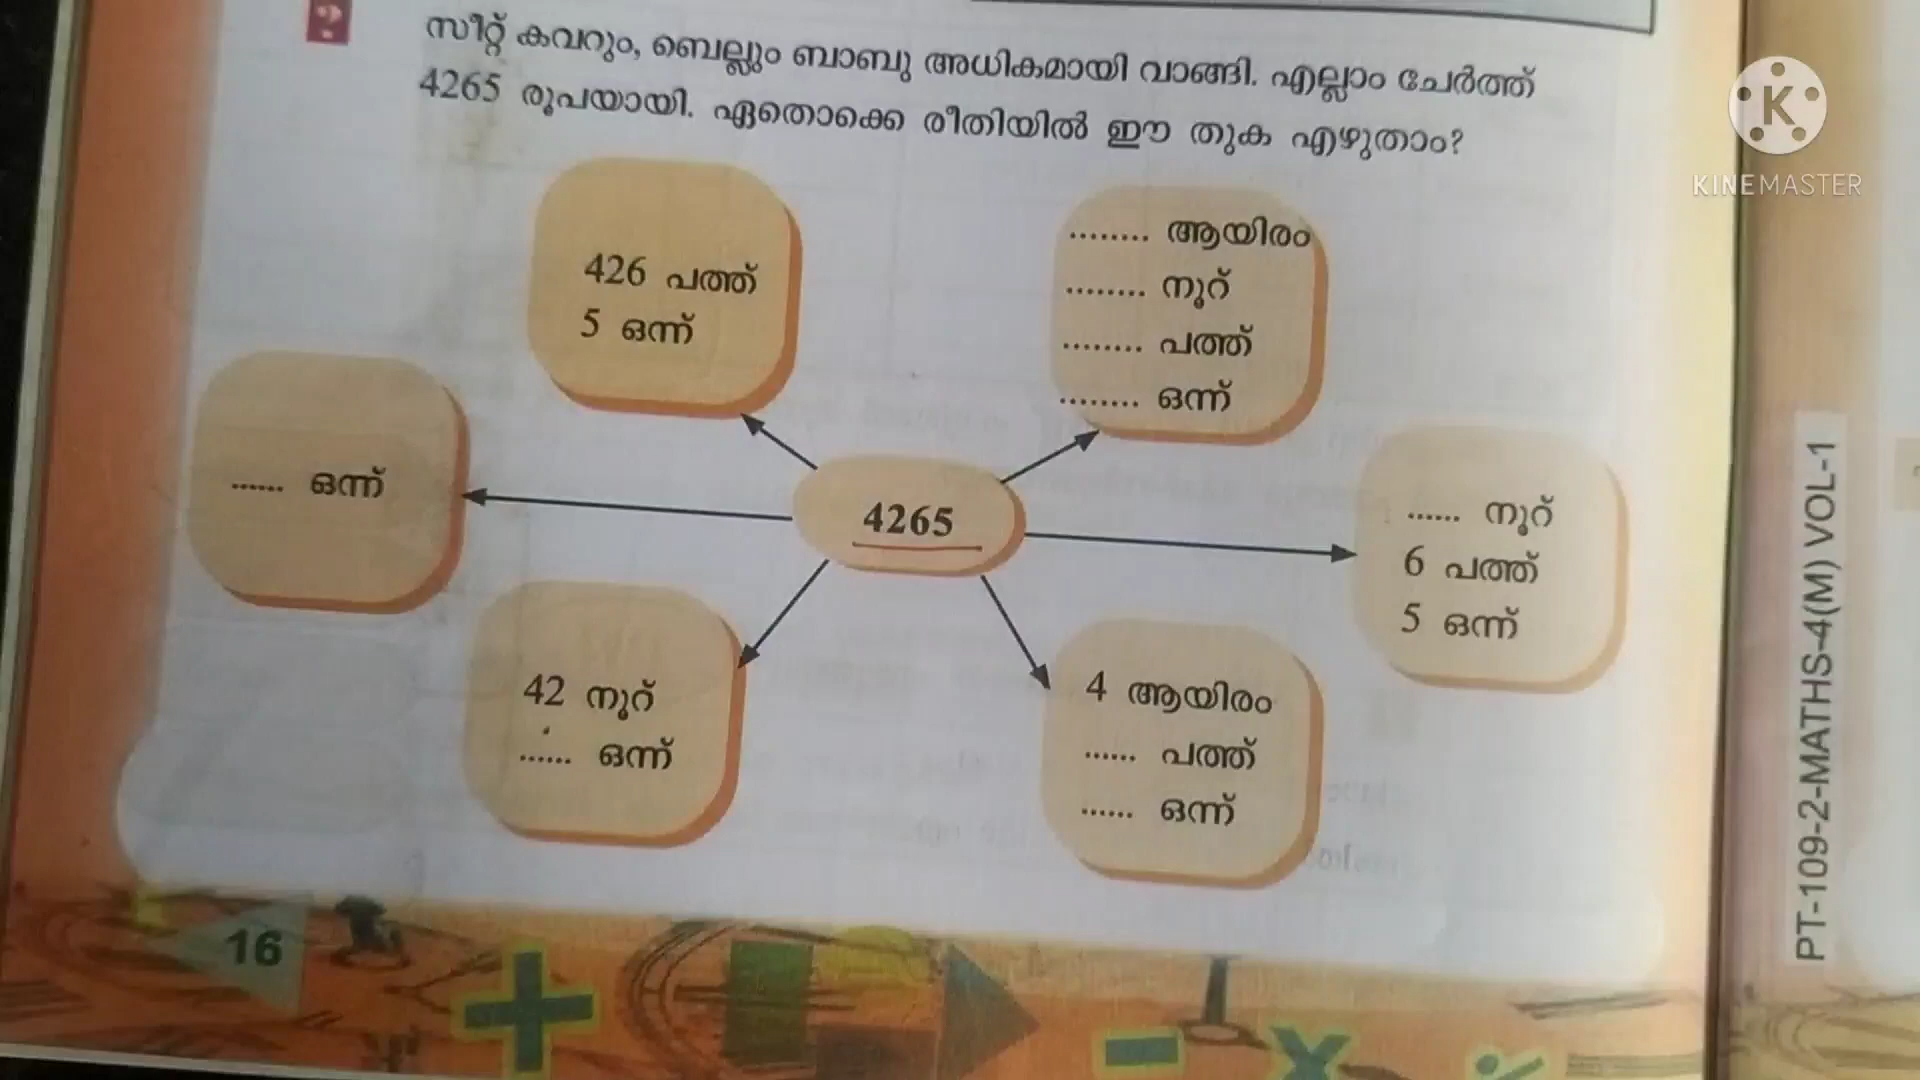 ?
സീറ്റ് കവറും, ബെല്ലും ബാബു അധികമായി വാങ്ങി. എല്ലാം ചേർത്ത്
4265 രൂപയായി. ഏതൊക്കെ രീതിയിൽ ഈ തുക എഴുതാം?
K
KINEMASTER
426 പത്ത്
5 ഒന്ന്
........ ആയിരം
........ നൂറ്
........ പത്ത്
........ ഒന്ന്
...... ഒന്ന്
4265
...... നൂറ്
6 പത്ത്
5 ഒന്ന്
42 നൂറ്
...... ഒന്ന്
4 ആയിരം
...... പത്ത്
...... ഒന്ന്
16
PT-109-2-MATHS-4(M) VOL-1